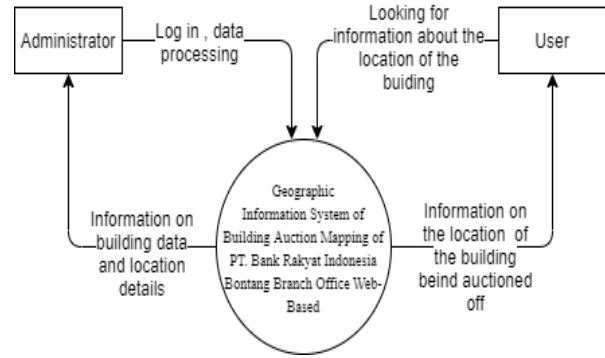 Administrator
Log in , data
processing
Looking for
information about the
location of the
buiding
User
Geographic
Information System of
Building Auction Mapping of
PT. Bank Rakyat Indonesia
Bontang Branch Office Web-
Based
Information on
building data
and location
details
Information on
the location of
the building
beind auctioned
off